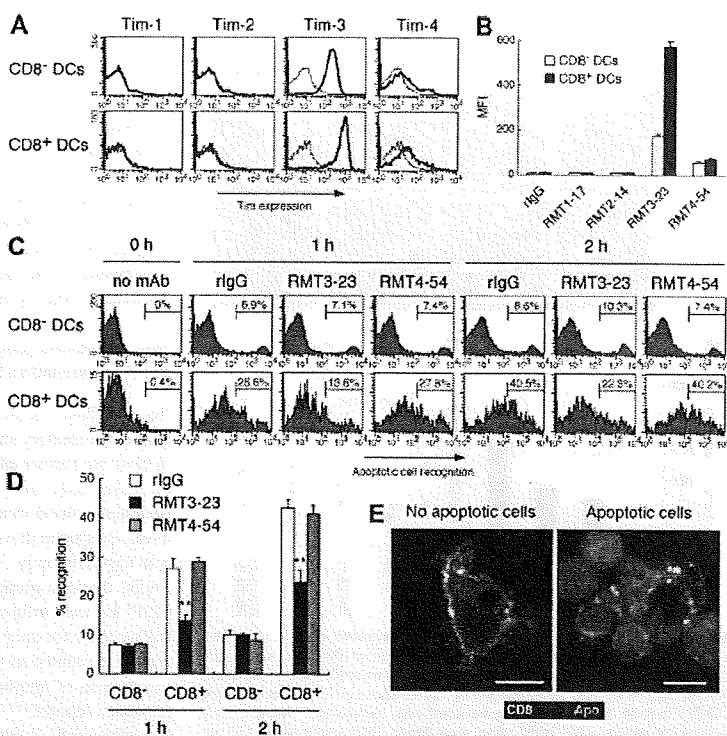 A
Tim-1 Tim-2 Tim-3 Tim-4
CD8- DCs
CD8+ DCs
Tim expression
B
CD8- DCs
CD8+ DCs
600
400
200
0
MFI
rIgG
RMT1-17
RMT2-14
RMT3-23
RMT4-54
C
0 h 1 h 2 h
no mAb rIgG RMT3-23 RMT4-54 rIgG RMT3-23 RMT4-54
CD8- DCs
0% 6.9% 7.1% 7.4% 8.6% 10.3% 7.4%
CD8+ DCs
0.4% 28.6% 13.6% 27.8% 40.5% 22.8% 40.2%
Apoptotic cell recognition
D
rIgG
RMT3-23
RMT4-54
50
40
30
20
10
0
% recognition
**
**
CD8- CD8+ CD8- CD8+
1 h 2 h
E
No apoptotic cells Apoptotic cells
CD8 Apo